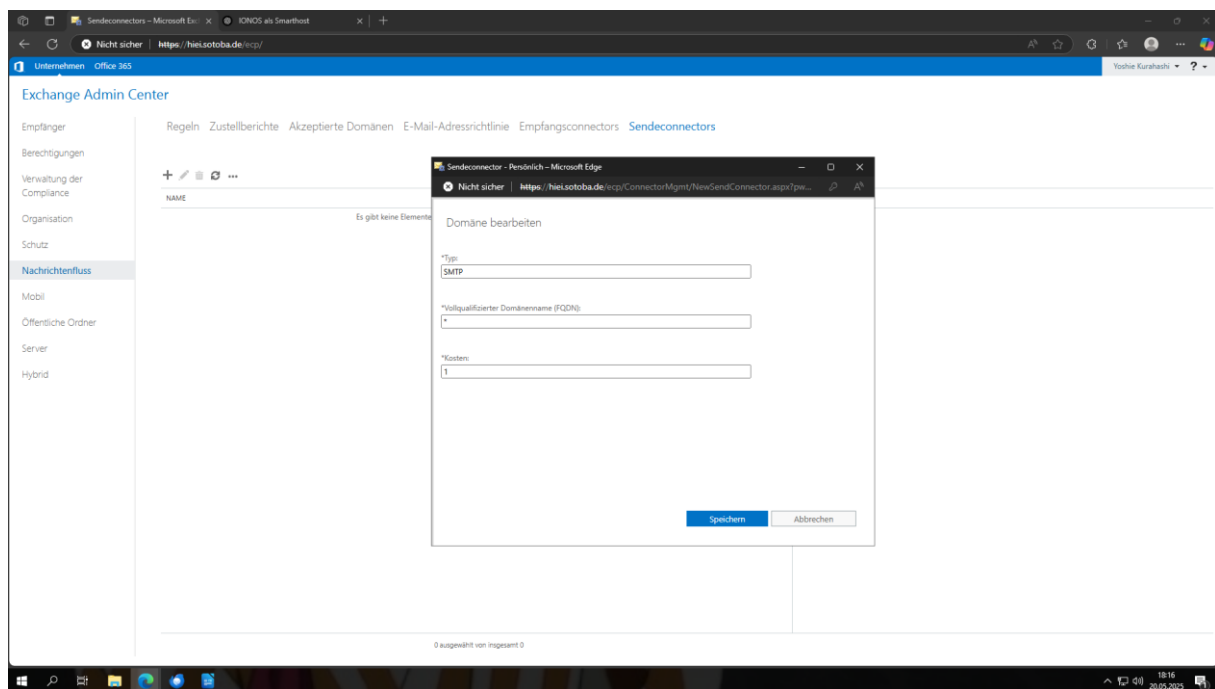 Sendeconnectors – Microsoft Exc
IONOS als Smarthost
Nicht sicher
https://hiei.sotoba.de/ecp/
Unternehmen Office 365
Yoshie Kurahashi
?
Exchange Admin Center
Empfänger
Berechtigungen
Verwaltung der
Compliance
Organisation
Schutz
Nachrichtenfluss
Mobil
Öffentliche Ordner
Server
Hybrid
Regeln Zustellberichte Akzeptierte Domänen E-Mail-Adressrichtlinie Empfangsconnectors Sendeconnectors
NAME
Es gibt keine Elemente
Sendeconnector - Persönlich – Microsoft Edge
Nicht sicher
https://hiei.sotoba.de/ecp/ConnectorMgmt/NewSendConnector.aspx?pw...
Domäne bearbeiten
*Typ:
SMTP
*Vollqualifizierter Domänenname (FQDN):
*
*Kosten:
1
Speichern
Abbrechen
0 ausgewählt von insgesamt 0
18:16
20.05.2025